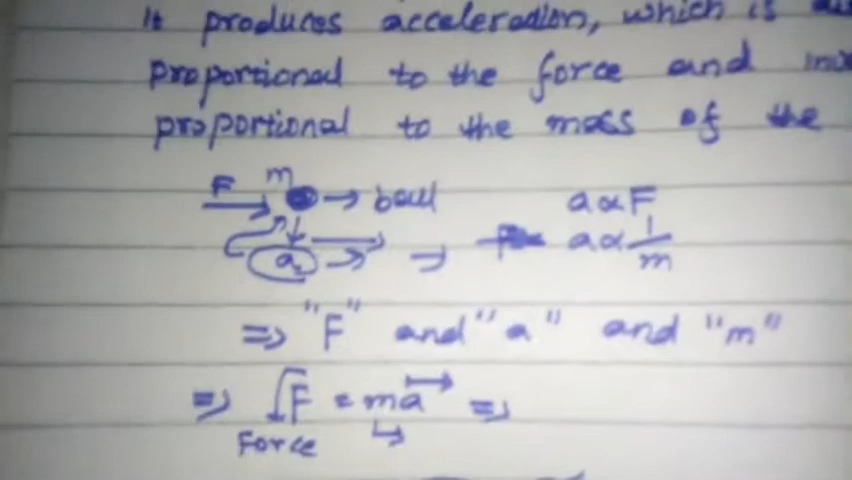 It produces acceleration, which is
proportional to the force and
proportional to the mass of the
F m → ball a ∝ F
a → → a ∝ 1/m
=> "F" and "a" and "m"
=> F = ma =>
Force